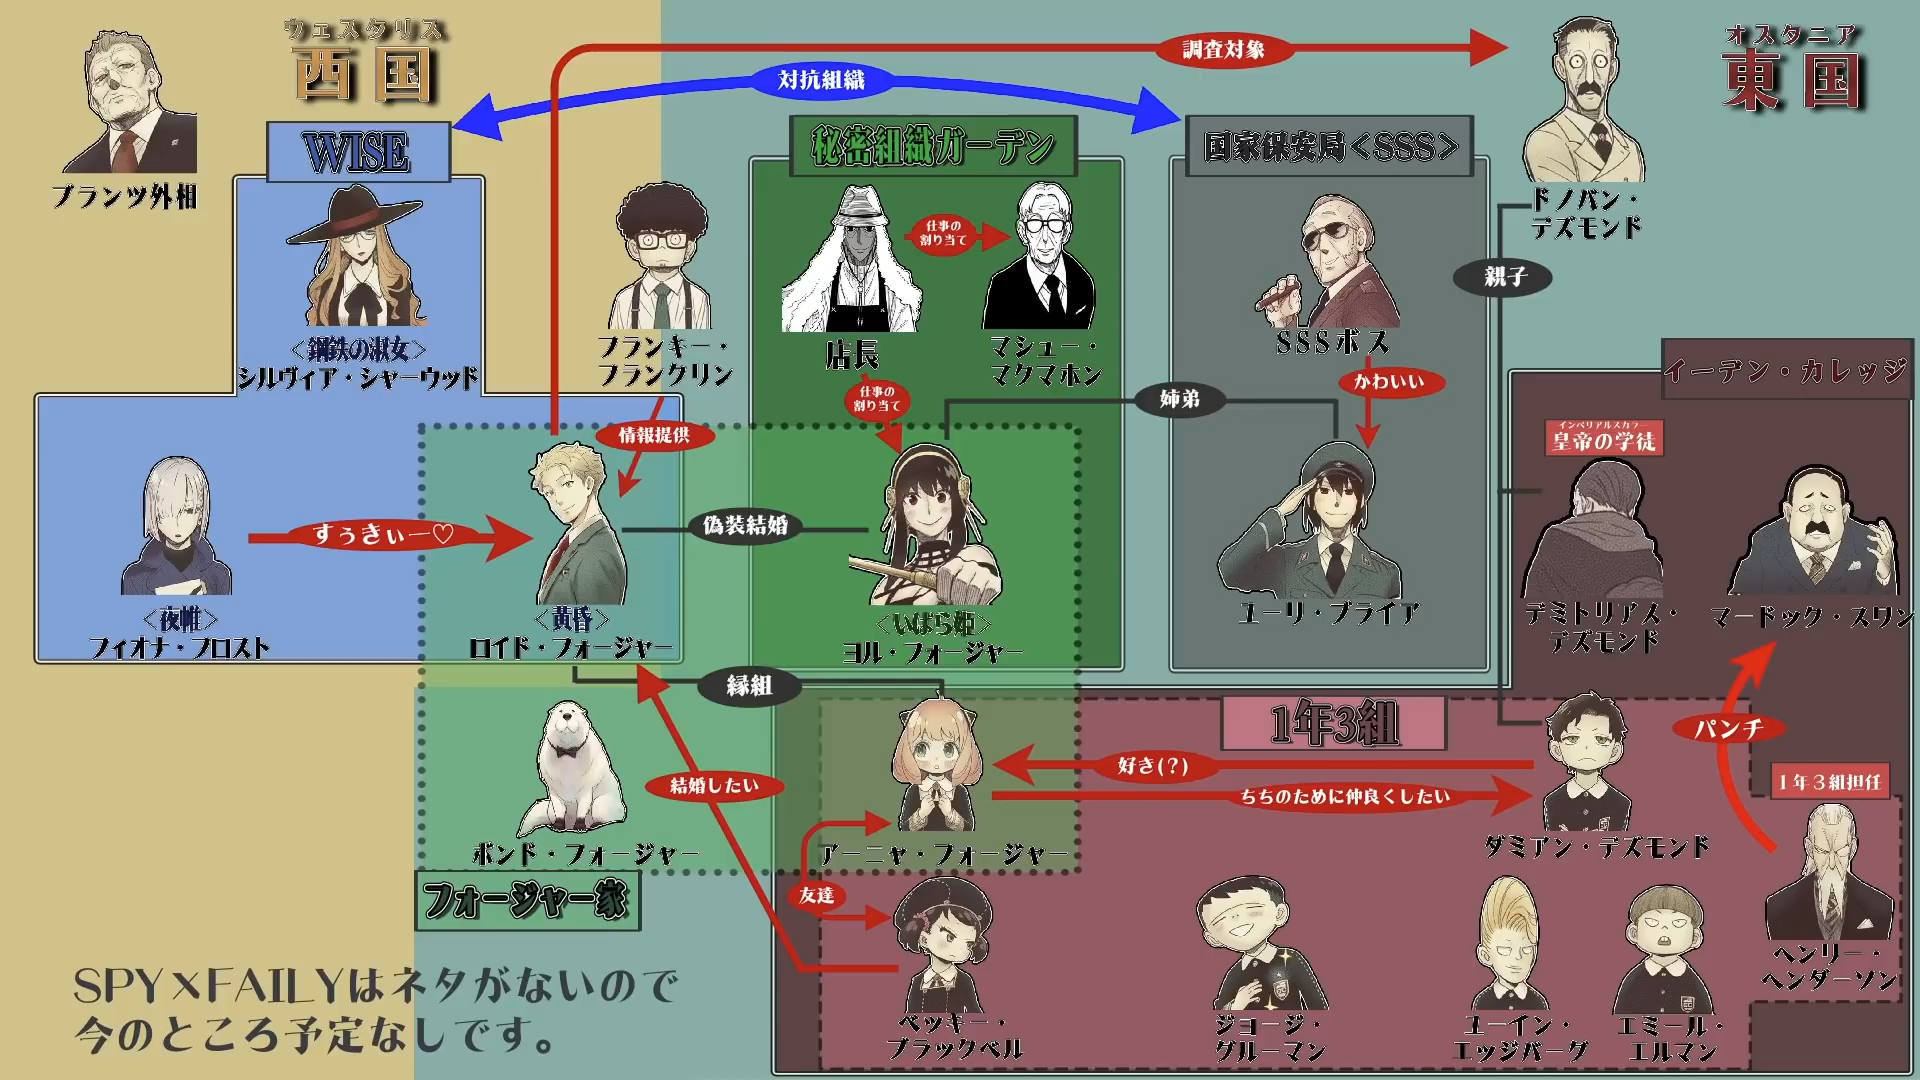 ウェスタリス
西国
オスタニア
東国
調査対象
対抗組織
ブランツ外相
WISE
秘密組織ガーデン
国家保安局<SSS>
仕事の
割り当て
ドノバン・
デズモンド
親子
<鋼鉄の淑女>
シルヴィア・シャーウッド
フランキー・
フランクリン
店長
マシュー・
マクマホン
SSSボス
かわいい
イーデン・カレッジ
仕事の
割り当て
姉弟
情報提供
インペリアルスカラー
皇帝の学徒
すぅきぃー♡
偽装結婚
<夜帷>
フィオナ・フロスト
<黄昏>
ロイド・フォージャー
<いばら姫>
ヨル・フォージャー
ユーリ・ブライア
デミトリアス・
デズモンド
マードック・スワン
縁組
1年3組
パンチ
好き(?)
結婚したい
ちちのために仲良くしたい
1年3組担任
ボンド・フォージャー
アーニャ・フォージャー
ダミアン・デズモンド
フォージャー家
友達
ヘンリー・
ヘンダーソン
SPY×FAILYはネタがないので
今のところ予定なしです。
ベッキー・
ブラックベル
ジョージ・
グルーマン
ユーイン・
エッジバーグ
エミール・
エルマン